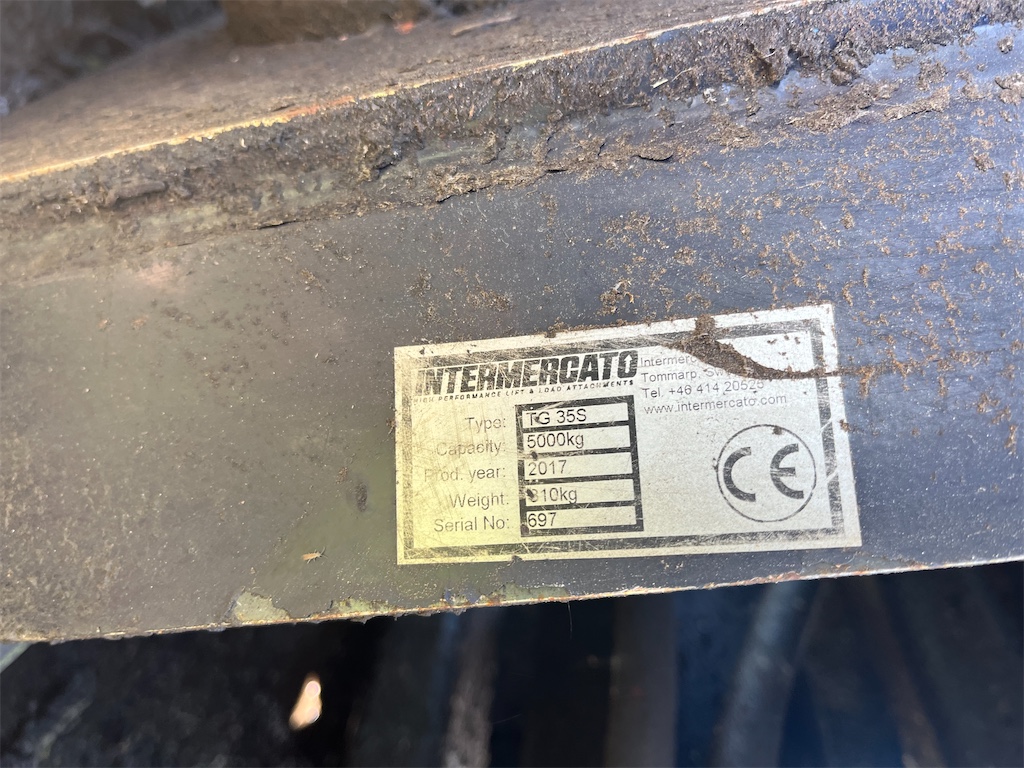 INTERMERCATO
HIGH PERFORMANCE LIFT & LOAD ATTACHMENTS
Tommarp,
Tel. +46 414 20526
www.intermercato.com
Type: TG 35S
Capacity: 5000kg
Prod. year: 2017
Weight: 310kg
Serial No: 697
CE